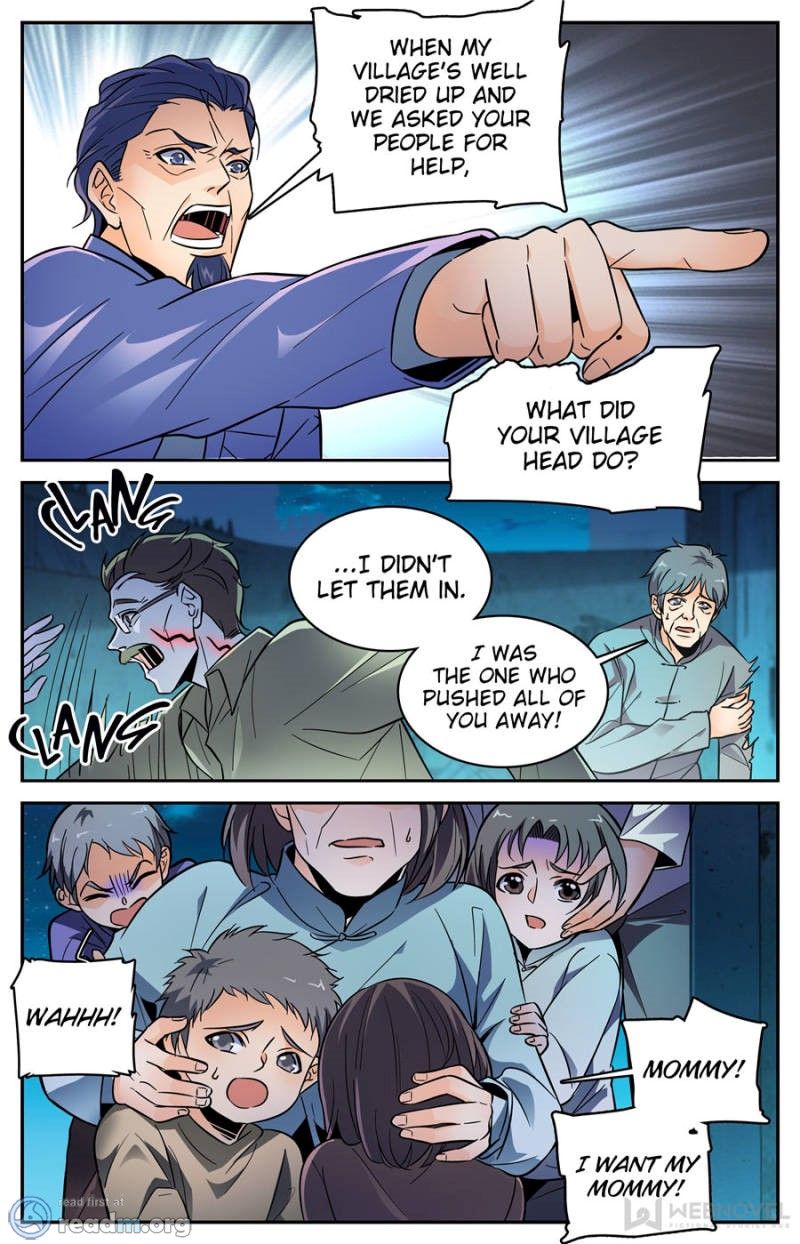 WHEN MY
VILLAGE'S WELL
DRIED UP AND
WE ASKED YOUR
PEOPLE FOR
HELP,
WHAT DID
YOUR VILLAGE
HEAD DO?
CLANG
...I DIDN'T
LET THEM IN.
I WAS
THE ONE WHO
PUSHED ALL OF
YOU AWAY!
CLANG
WAHHH!
MOMMY!
I WANT MY
MOMMY!
read first at
readm.org
WEBNOVEL